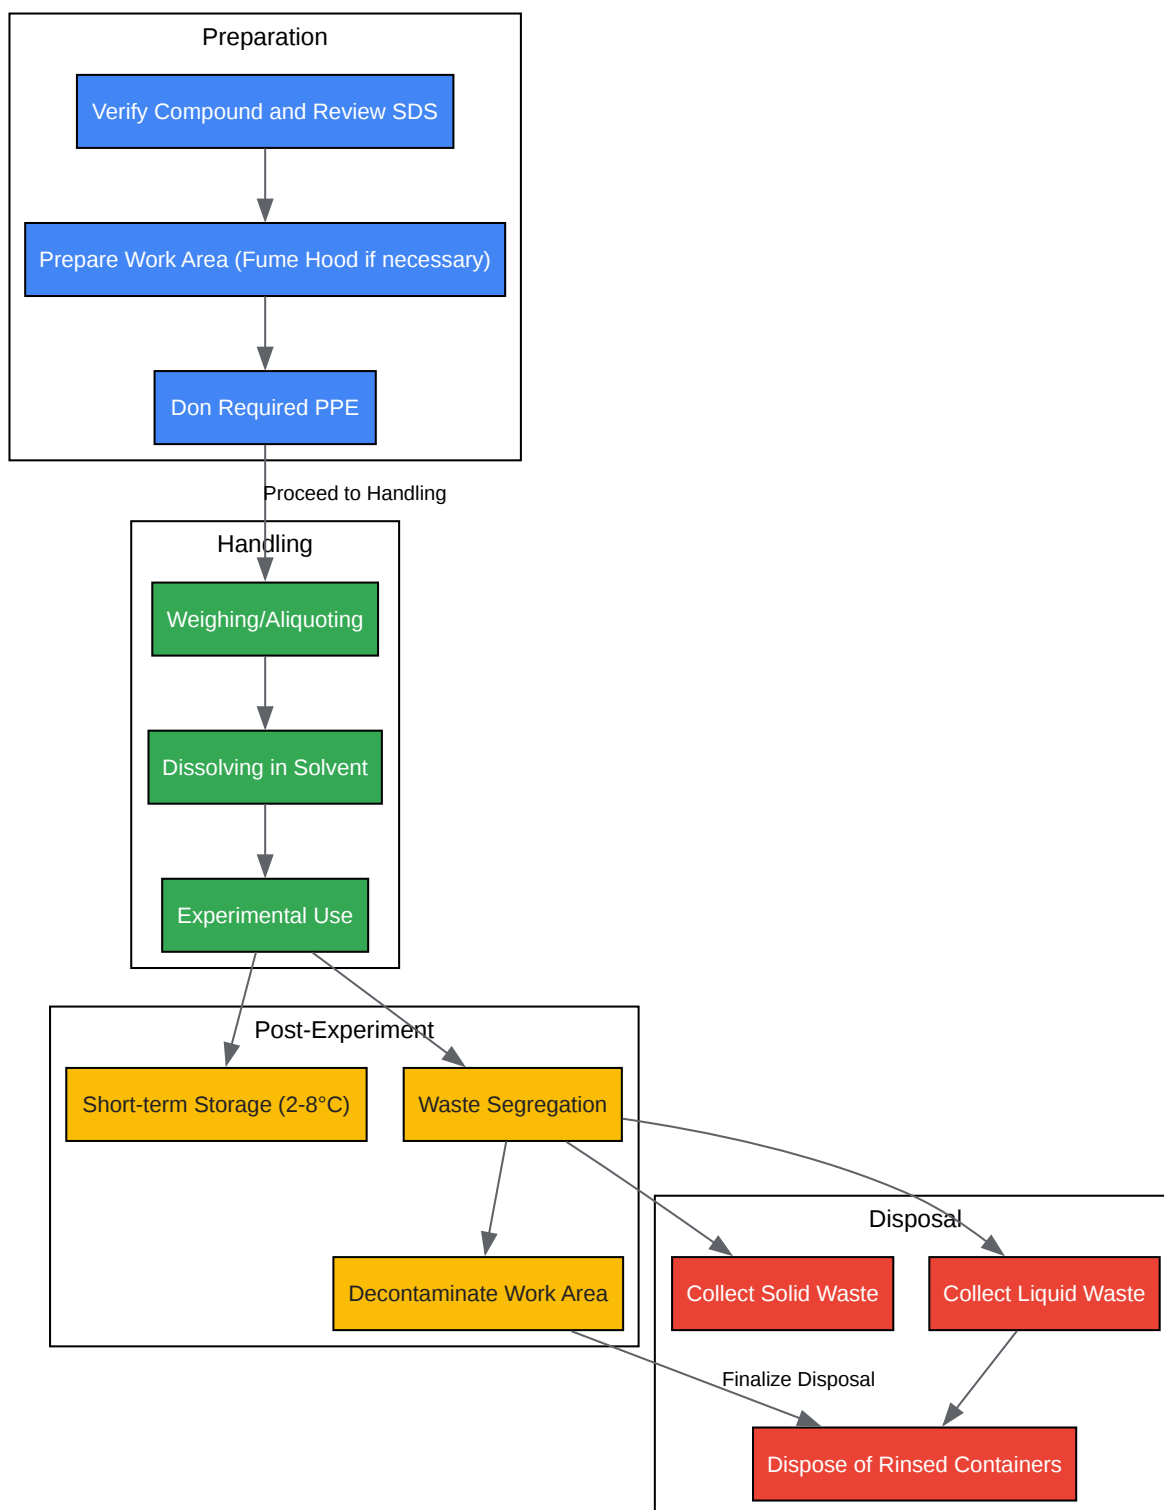 Preparation
Verify Compound and Review SDS
Prepare Work Area (Fume Hood if necessary)
Don Required PPE
Proceed to Handling
Handling
Weighing/Aliquoting
Dissolving in Solvent
Experimental Use
Post-Experiment
Short-term Storage (2-8°C)
Waste Segregation
Disposal
Decontaminate Work Area
Collect Solid Waste
Collect Liquid Waste
Finalize Disposal
Dispose of Rinsed Containers